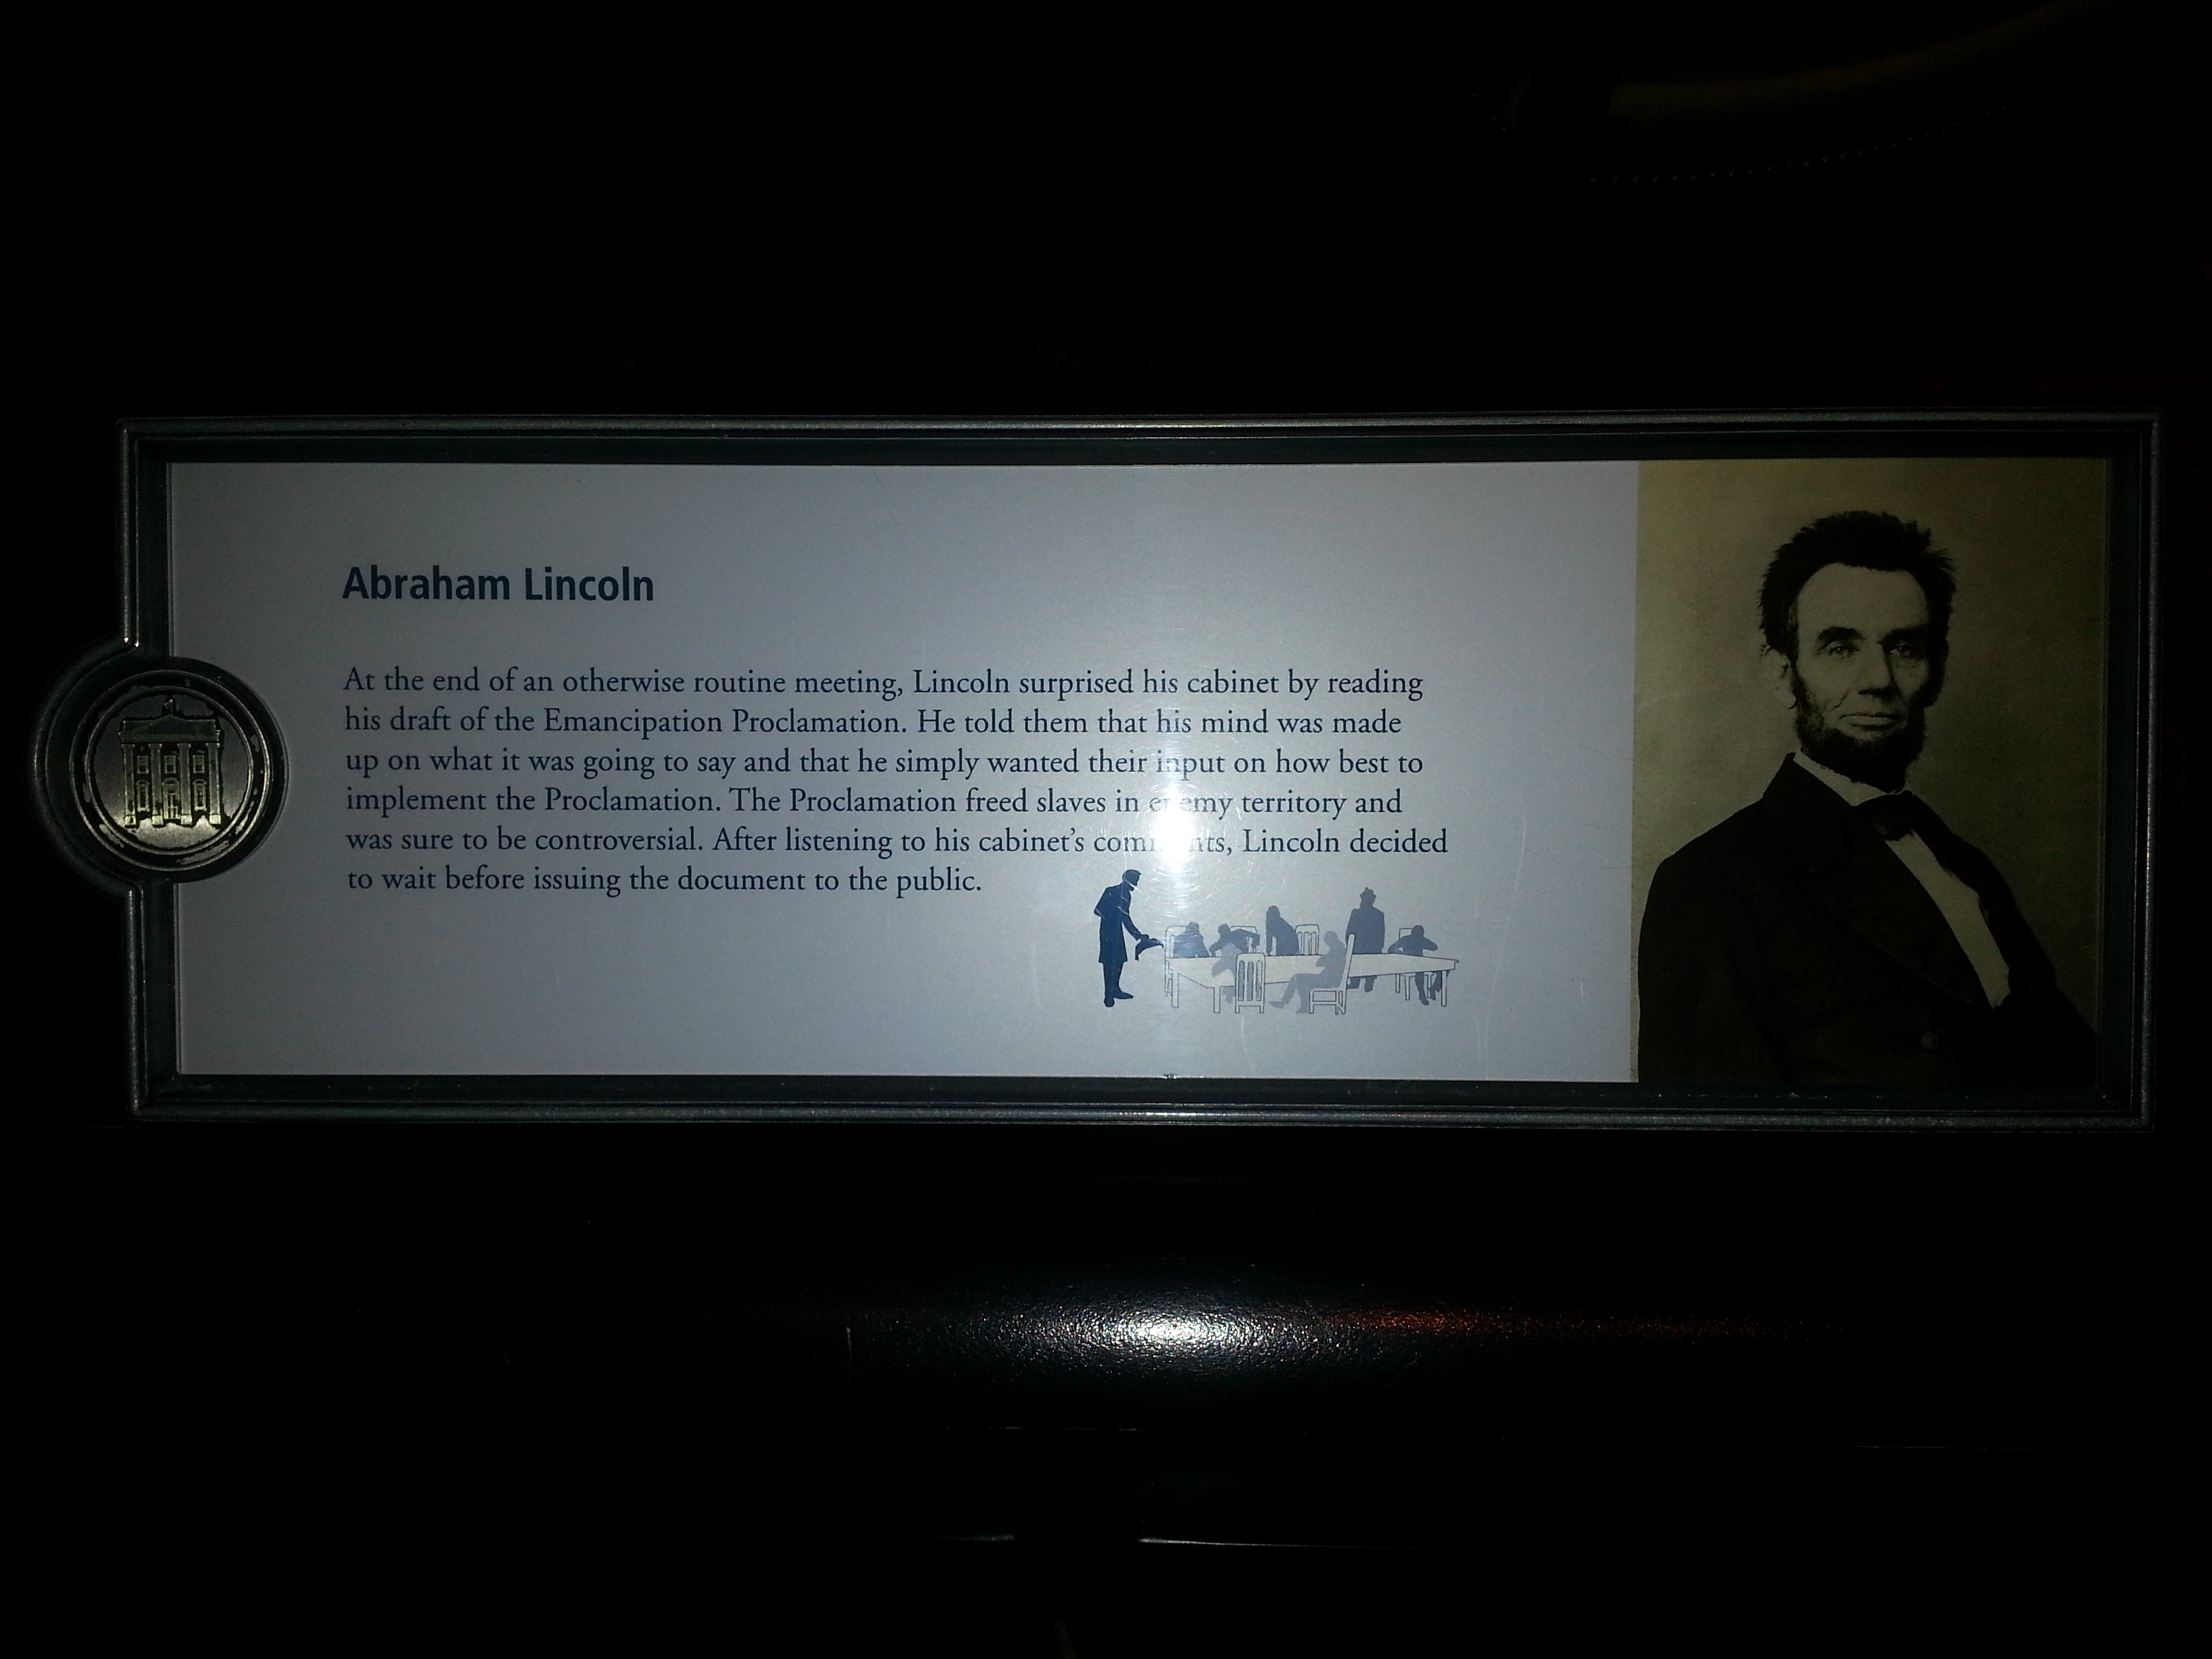 Abraham Lincoln
At the end of an otherwise routine meeting, Lincoln surprised his cabinet by reading
his draft of the Emancipation Proclamation. He told them that his mind was made
up on what it was going to say and that he simply wanted their input on how best to
implement the Proclamation. The Proclamation freed slaves in enemy territory and
was sure to be controversial. After listening to his cabinet's comments, Lincoln decided
to wait before issuing the document to the public.